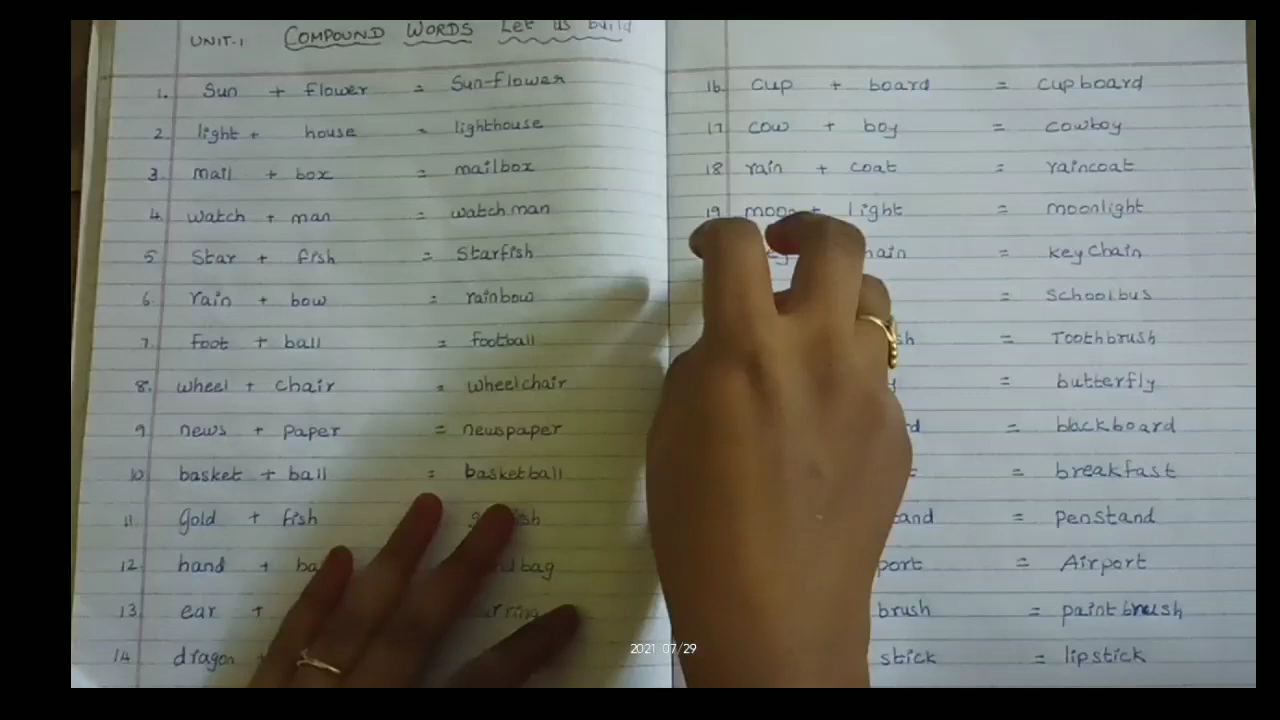 UNIT-1 COMPOUND WORDS Let us build
1. Sun + flower = Sun-flower
2. light + house = lighthouse
3. mail + box = mailbox
4. watch + man = watch man
5. Star + fish = Starfish
6. rain + bow = rainbow
7. foot + ball = football
8. wheel + chair = wheelchair
9 news + paper = newspaper
10 basket + ball = basketball
11. gold + fish
12. hand + bag
13. ear +
14. dragon +
16 cup + board = cupboard
17 cow + boy = cowboy
18 rain + coat = raincoat
19 moon + light = moonlight
= key Chain
= Schoolbus
= Toothbrush
= butterfly
= blackboard
= breakfast
= penstand
port = Airport
brush = paintbrush
stick = lipstick
2021 07/29